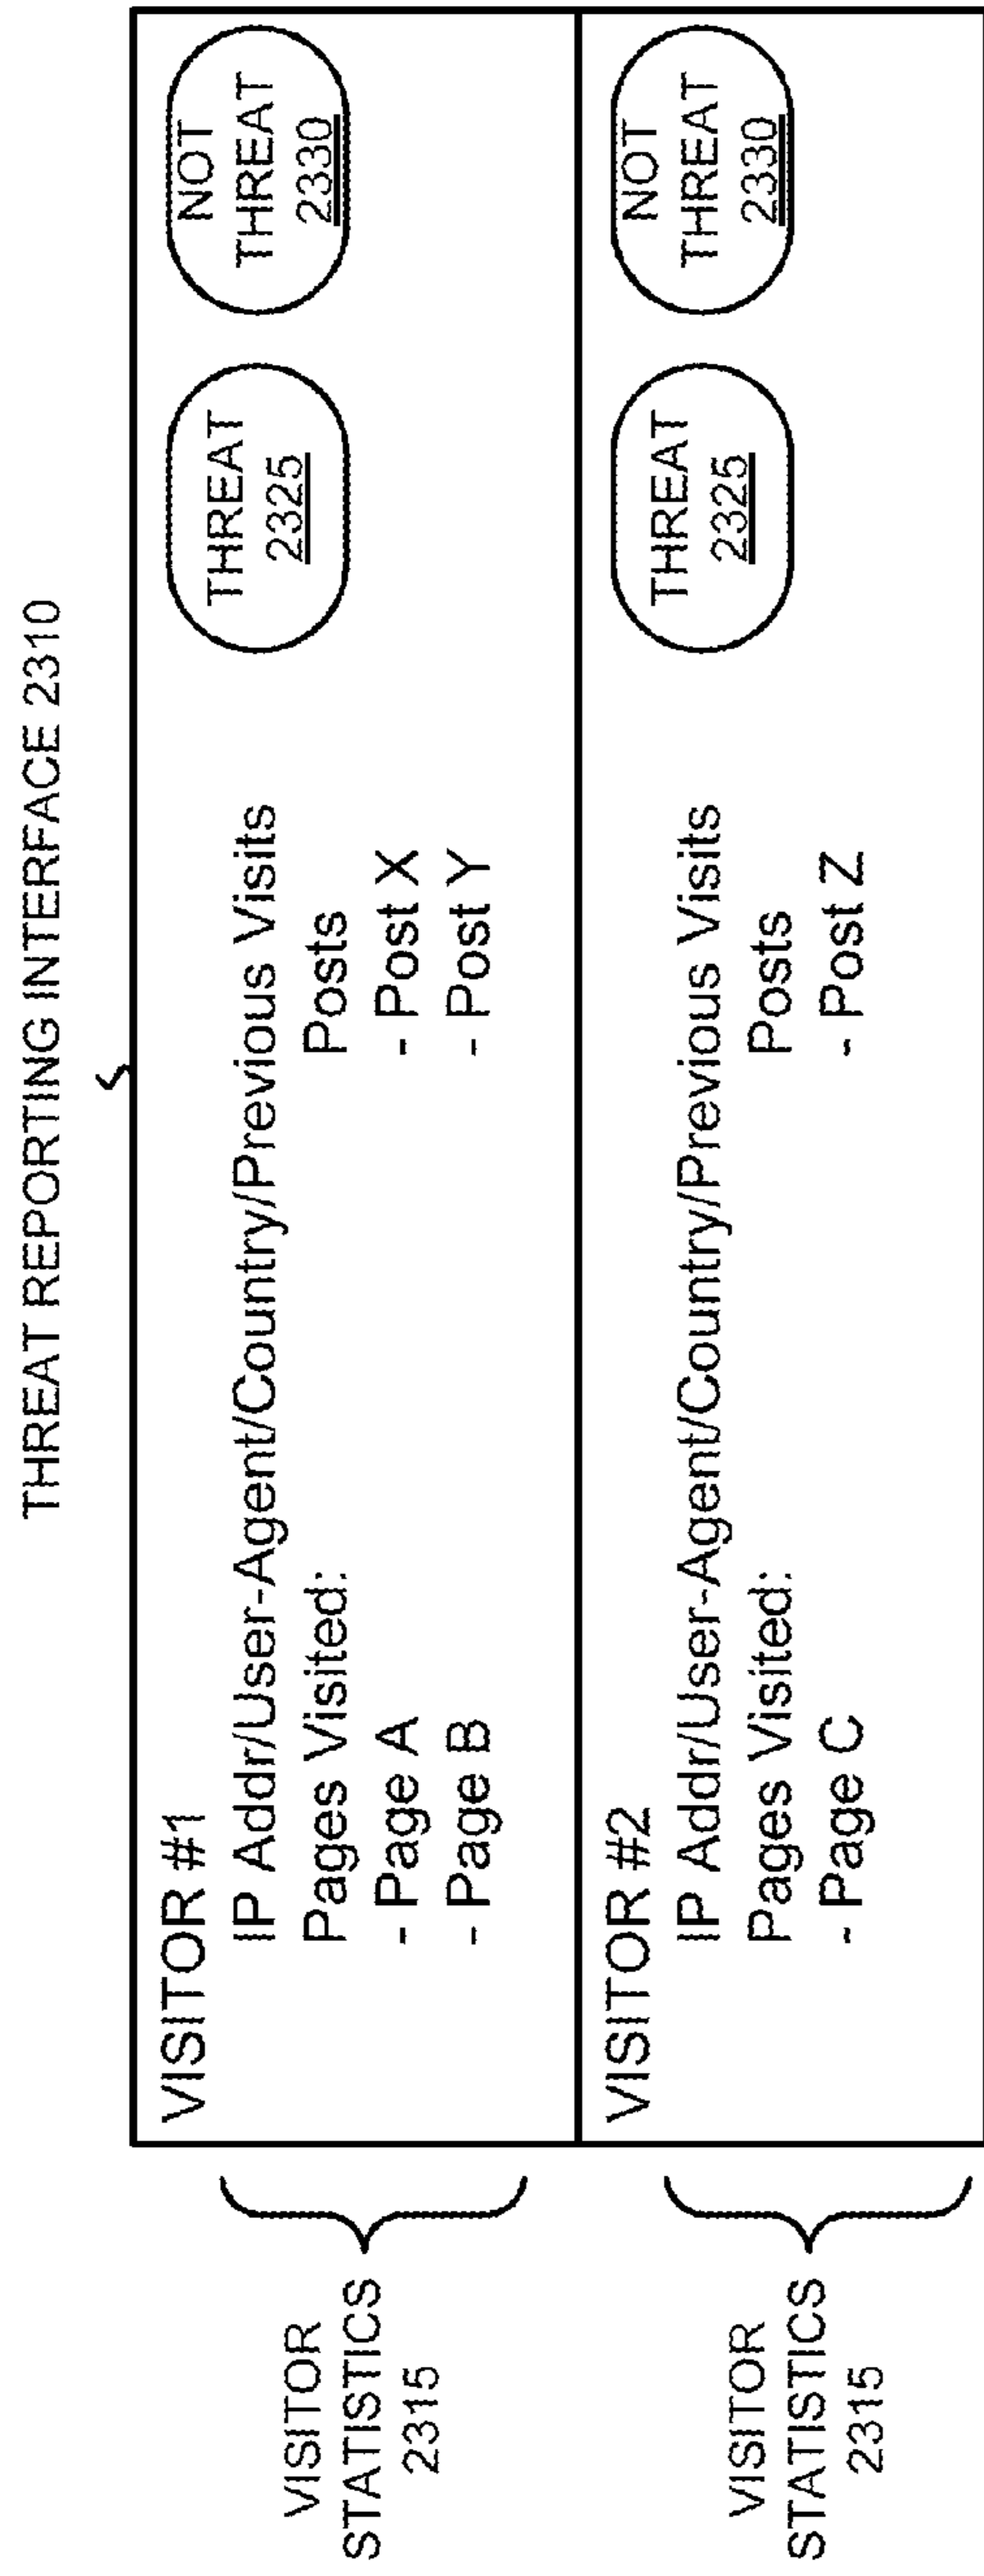 THREAT REPORTING INTERFACE 2310
VISITOR #1
IP Addr/User-Agent/Country/Previous Visits
Pages Visited:
- Page A
- Page B
Posts
- Post X
- Post Y
THREAT
2325
NOT
THREAT
2330
VISITOR
STATISTICS
2315
VISITOR #2
IP Addr/User-Agent/Country/Previous Visits
Pages Visited:
- Page C
Posts
- Post Z
THREAT
2325
NOT
THREAT
2330
VISITOR
STATISTICS
2315